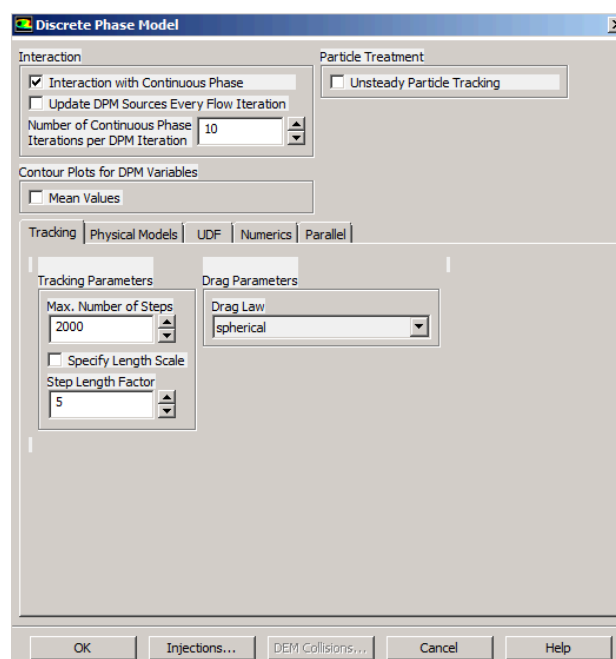 Discrete Phase Model
Interaction
Interaction with Continuous Phase
Update DPM Sources Every Flow Iteration
Number of Continuous Phase
Iterations per DPM Iteration
10
Particle Treatment
Unsteady Particle Tracking
Contour Plots for DPM Variables
Mean Values
Tracking Physical Models UDF Numerics Parallel
Tracking Parameters
Max. Number of Steps
2000
Specify Length Scale
Step Length Factor
5
Drag Parameters
Drag Law
spherical
OK Injections... DEM Collisions... Cancel Help